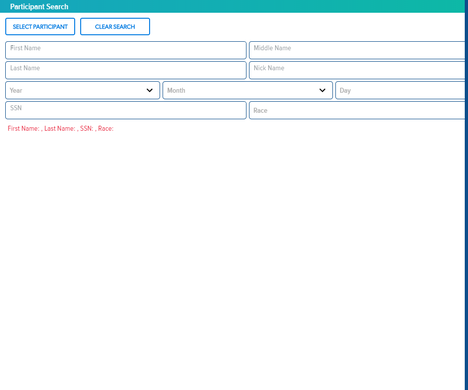 Participant Search
SELECT PARTICIPANT CLEAR SEARCH
First Name Middle Name
Last Name Nick Name
Year Month Day
SSN Race
First Name: , Last Name: , SSN: , Race: